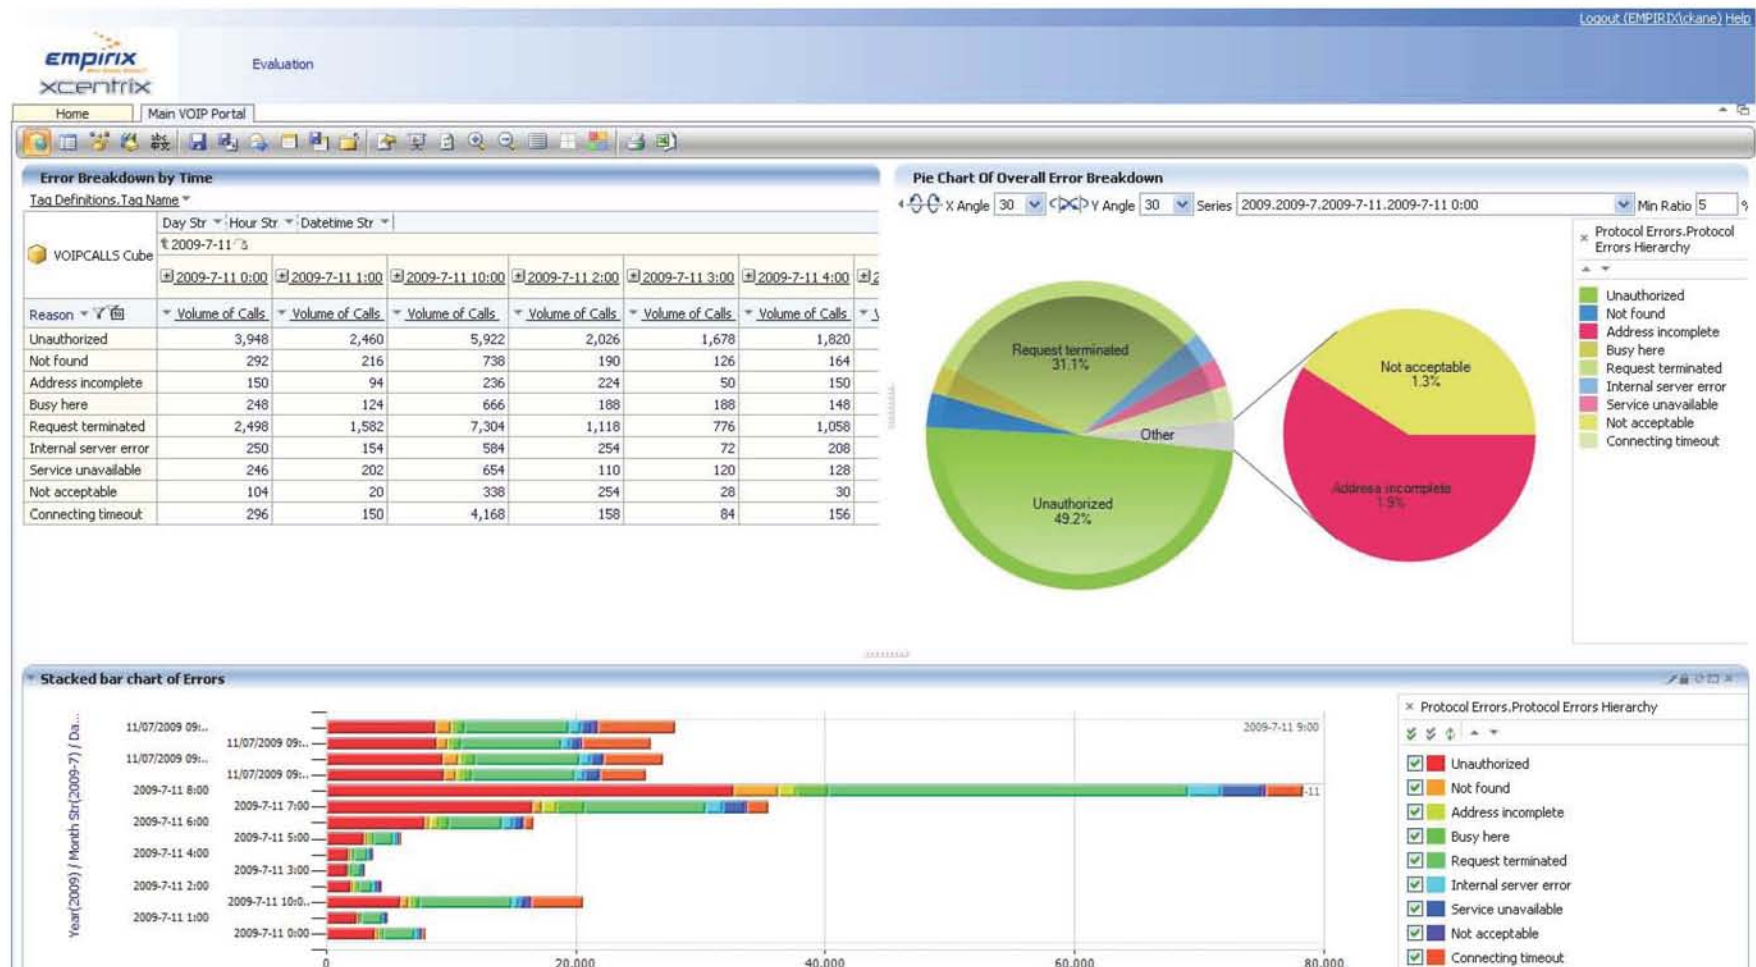 Logout (EMPIRIX\ckane) Help
Empirix
xcentrix
Evaluation
Home
Main VOIP Portal
Error Breakdown by Time
Tag Definitions.Tag Name
VOIPCALLS Cube
Day Str Hour Str Datetime Str
2009-7-11
2009-7-11 0:00 2009-7-11 1:00 2009-7-11 10:00 2009-7-11 2:00 2009-7-11 3:00 2009-7-11 4:00 2
Reason Volume of Calls Volume of Calls Volume of Calls Volume of Calls Volume of Calls Volume of Calls
Unauthorized 3,948 2,460 5,922 2,026 1,678 1,820
Not found 292 216 738 190 126 164
Address incomplete 150 94 236 224 50 150
Busy here 248 124 666 188 188 148
Request terminated 2,498 1,582 7,304 1,118 776 1,058
Internal server error 250 154 584 254 72 208
Service unavailable 246 202 654 110 120 128
Not acceptable 104 20 338 254 28 30
Connecting timeout 296 150 4,168 158 84 156
Pie Chart Of Overall Error Breakdown
X Angle 30 Y Angle 30 Series 2009.2009-7.2009-7-11.2009-7-11 0:00 Min Ratio 5 %
Request terminated
31.1%
Other
Unauthorized
49.2%
Not acceptable
1.3%
Address incomplete
1.9%
Protocol Errors.Protocol
Errors Hierarchy
Unauthorized
Not found
Address incomplete
Busy here
Request terminated
Internal server error
Service unavailable
Not acceptable
Connecting timeout
Stacked bar chart of Errors
Year(2009) / Month Str(2009-7) / Da...
11/07/2009 09:..
11/07/2009 09:..
11/07/2009 09:..
11/07/2009 09:..
2009-7-11 8:00
2009-7-11 7:00
2009-7-11 6:00
2009-7-11 5:00
2009-7-11 4:00
2009-7-11 3:00
2009-7-11 2:00
2009-7-11 10:0...
2009-7-11 1:00
2009-7-11 0:00
2009-7-11 9:00
-11
0 20,000 40,000 60,000 80,000
Protocol Errors.Protocol Errors Hierarchy
Unauthorized
Not found
Address incomplete
Busy here
Request terminated
Internal server error
Service unavailable
Not acceptable
Connecting timeout